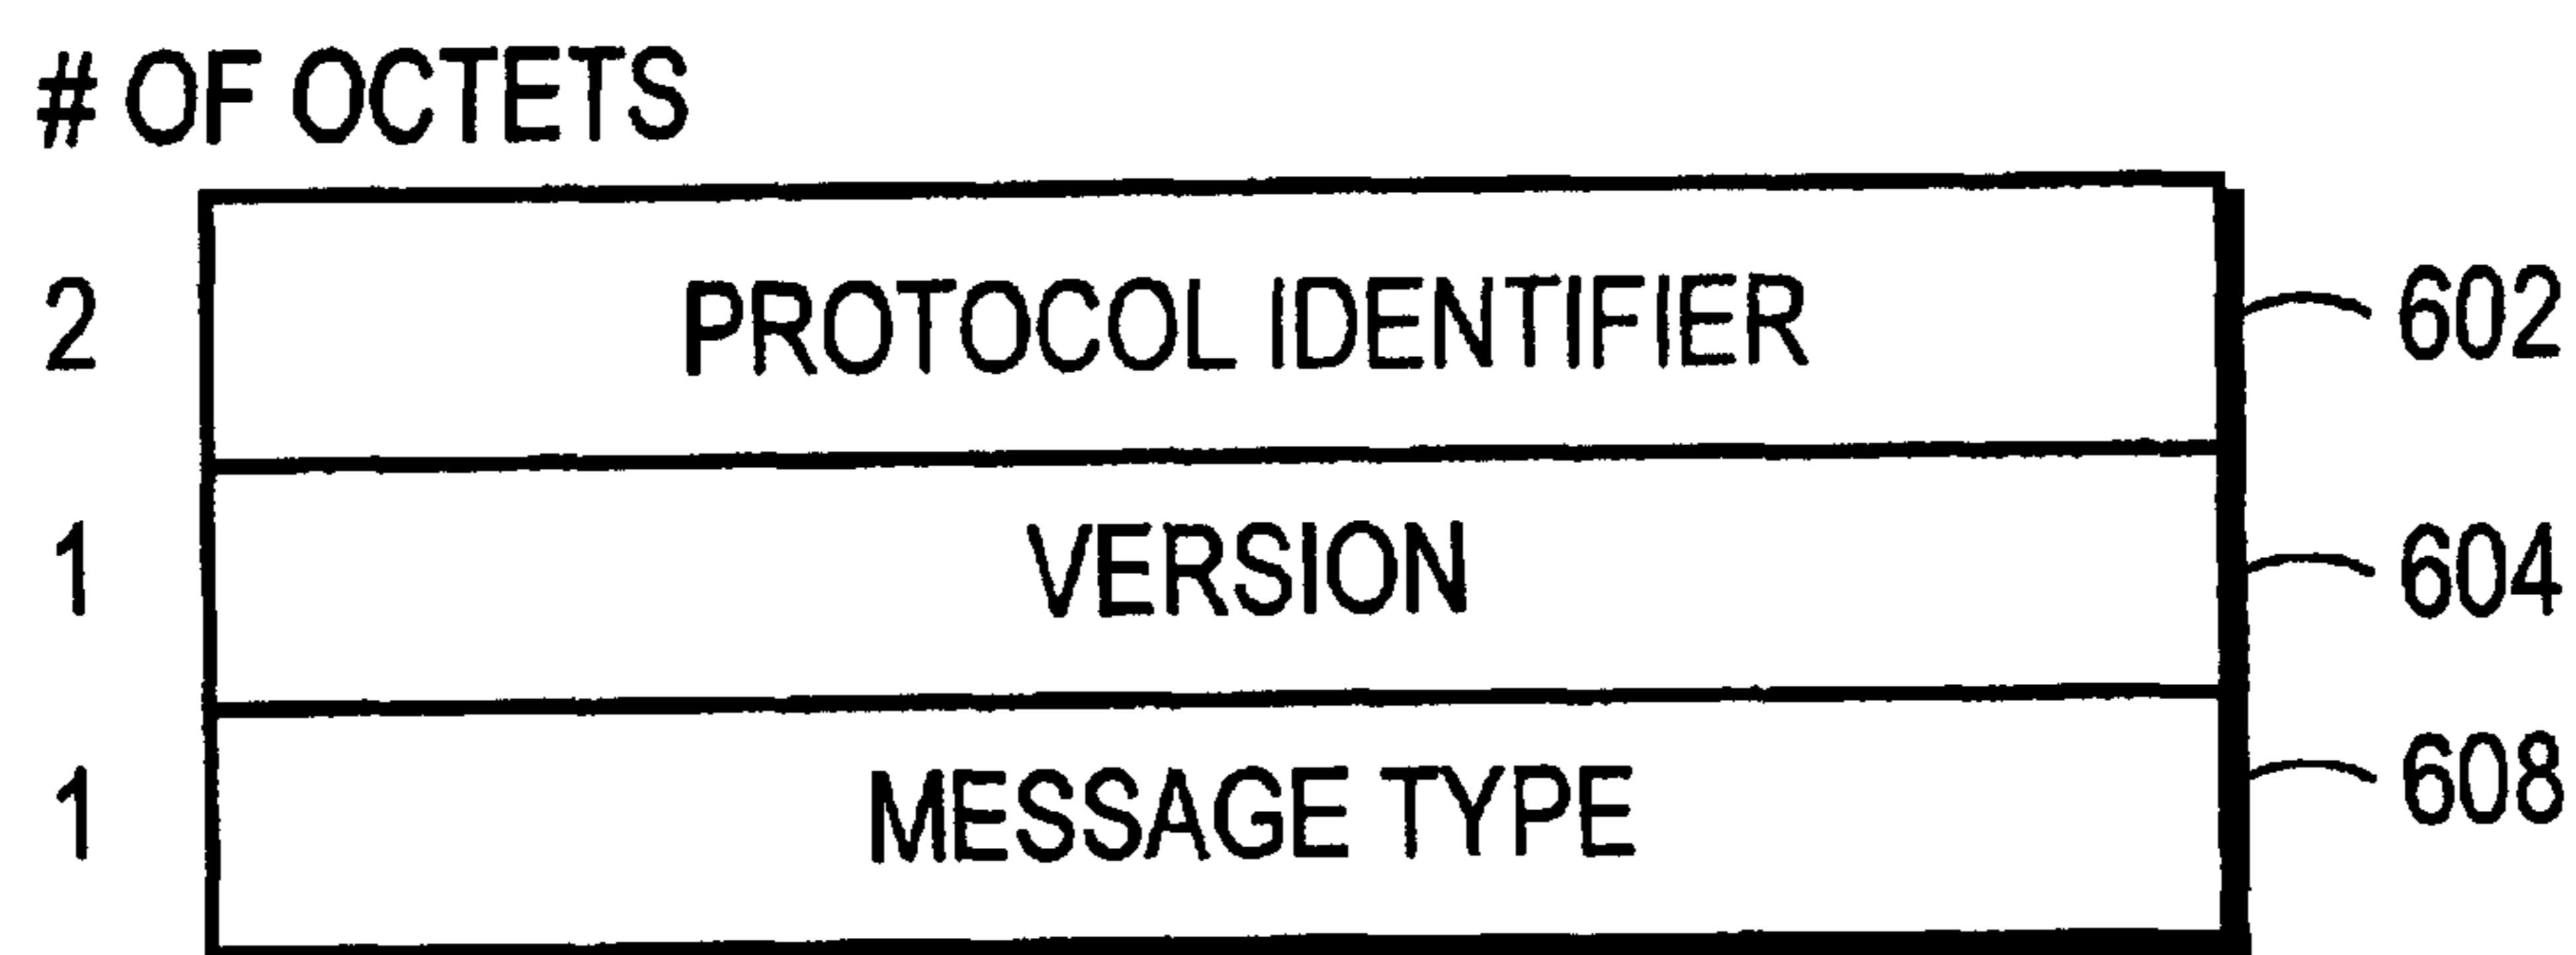 # OF OCTETS
2 PROTOCOL IDENTIFIER 602
1 VERSION 604
1 MESSAGE TYPE 608